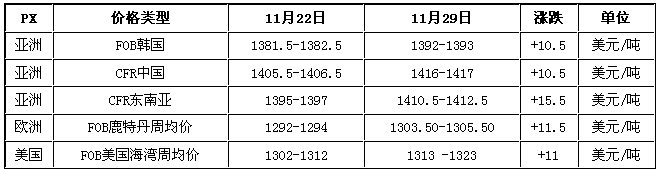 PX 价格类型 11月22日 11月29日 涨跌 单位
亚洲 FOB韩国 1381.5-1382.5 1392-1393 +10.5 美元/吨
亚洲 CFR中国 1405.5-1406.5 1416-1417 +10.5 美元/吨
亚洲 CFR东南亚 1395-1397 1410.5-1412.5 +15.5 美元/吨
欧洲 FOB鹿特丹周均价 1292-1294 1303.50-1305.50 +11.5 美元/吨
美国 FOB美国海湾周均价 1302-1312 1313 -1323 +11 美元/吨